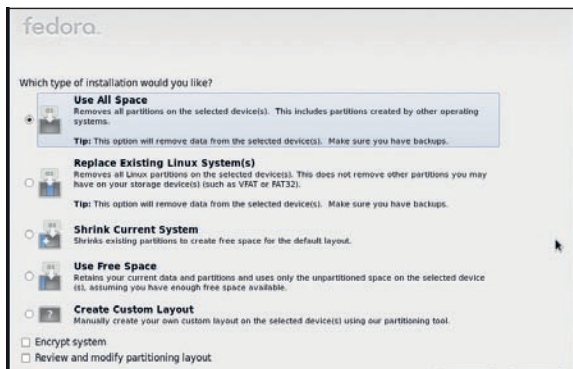 fedora.
Which type of installation would you like?
Use All Space
Removes all partitions on the selected device(s). This includes partitions created by other operating
systems.
Tip: This option will remove data from the selected device(s). Make sure you have backups.
Replace Existing Linux System(s)
Removes all Linux partitions on the selected device(s). This does not remove other partitions you may
have on your storage device(s) (such as VFAT or FAT32).
Tip: This option will remove data from the selected device(s). Make sure you have backups.
Shrink Current System
Shrinks existing partitions to create free space for the default layout.
Use Free Space
Retains your current data and partitions and uses only the unpartitioned space on the selected device
(s), assuming you have enough free space available.
Create Custom Layout
Manually create your own custom layout on the selected device(s) using our partitioning tool.
Encrypt system
Review and modify partitioning layout